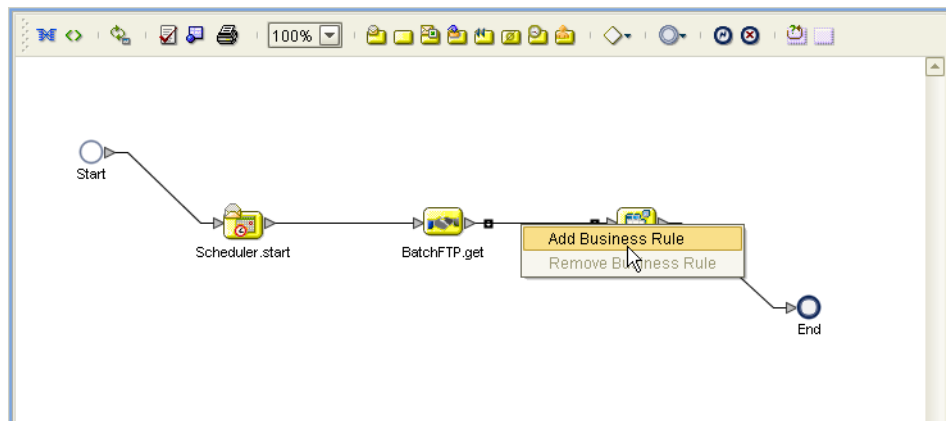 100%
Start
Scheduler.start
BatchFTP.get
Add Business Rule
Remove Business Rule
End